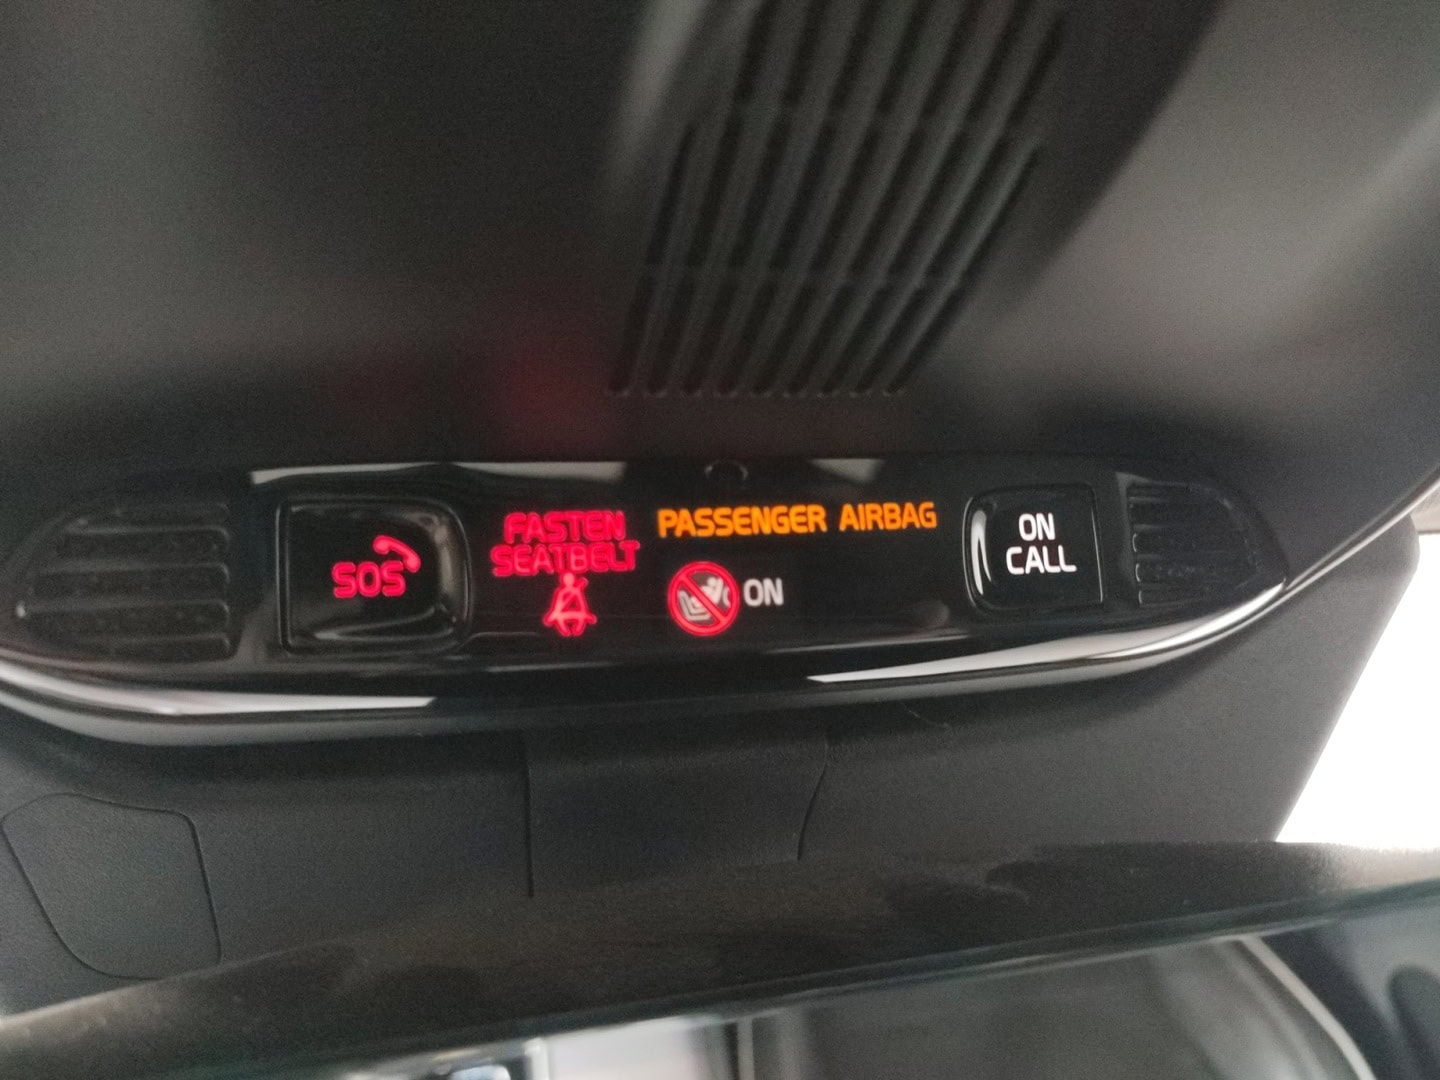 SOS
FASTEN
SEATBELT
PASSENGER AIRBAG
ON
ON
CALL